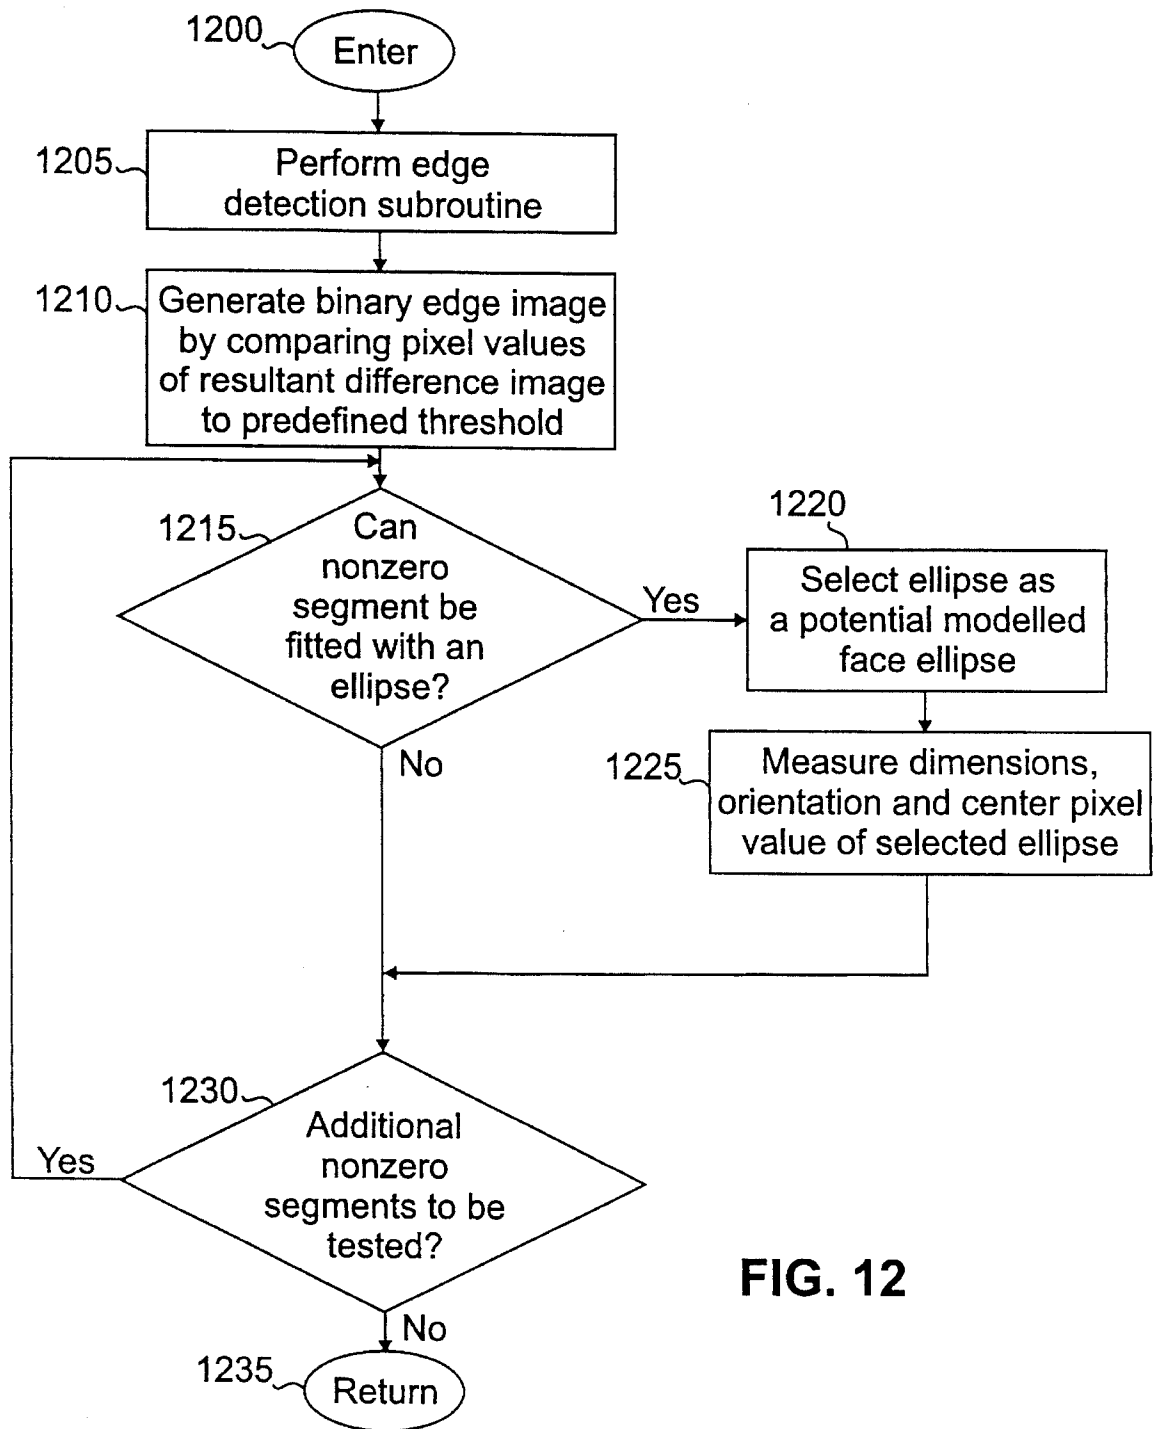 1200
Enter
1205
Perform edge
detection subroutine
1210
Generate binary edge image
by comparing pixel values
of resultant difference image
to predefined threshold
1215
Can
nonzero
segment be
fitted with an
ellipse?
Yes
No
1220
Select ellipse as
a potential modelled
face ellipse
1225
Measure dimensions,
orientation and center pixel
value of selected ellipse
1230
Additional
nonzero
segments to be
tested?
Yes
No
1235
Return
FIG. 12